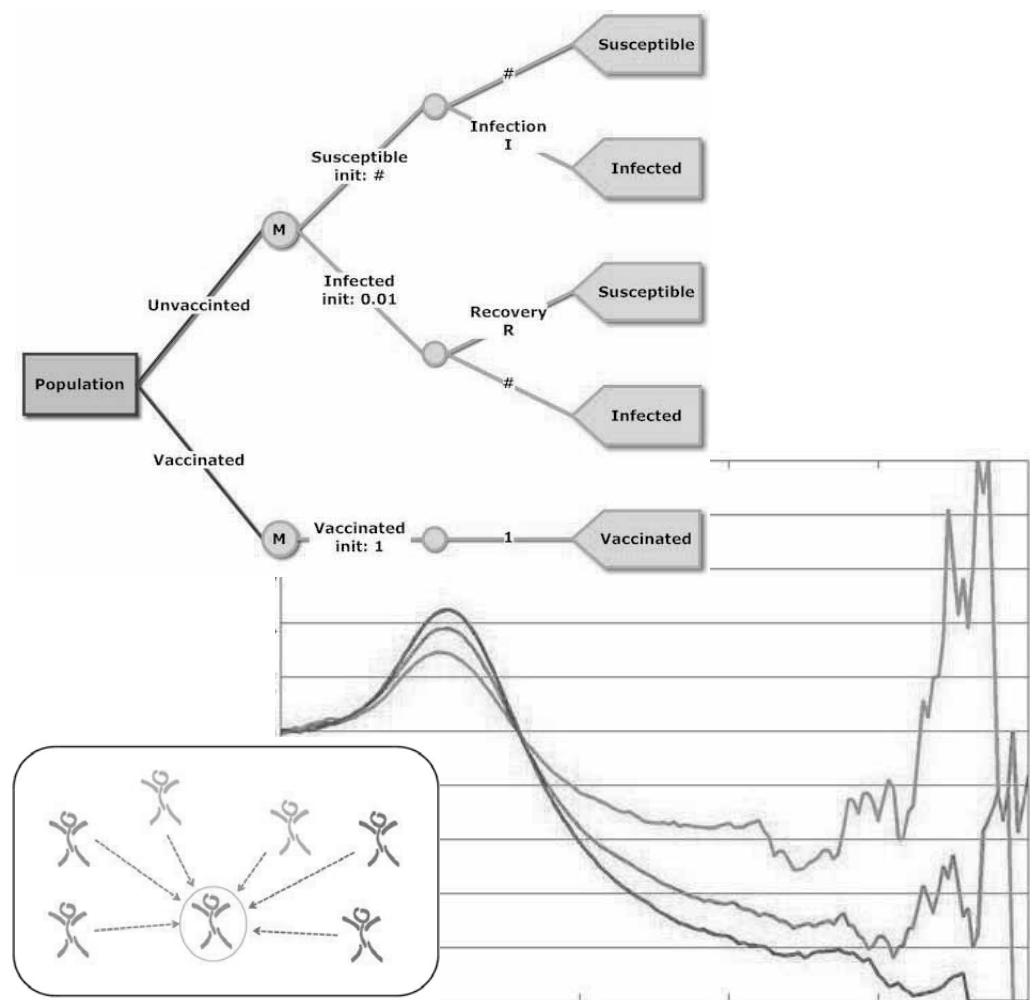 Susceptible
#
Infection
I
Susceptible
init: #
Infected
M
Infected
init: 0.01
Unvaccinted
Susceptible
Recovery
R
Population
#
Infected
Vaccinated
M
Vaccinated
init: 1
1
Vaccinated